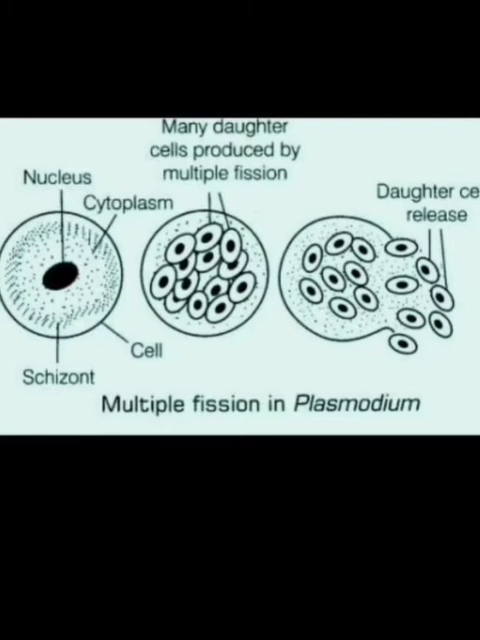 Many daughter
cells produced by
multiple fission
Nucleus
Cytoplasm
Daughter ce
release
Cell
Schizont
Multiple fission in Plasmodium